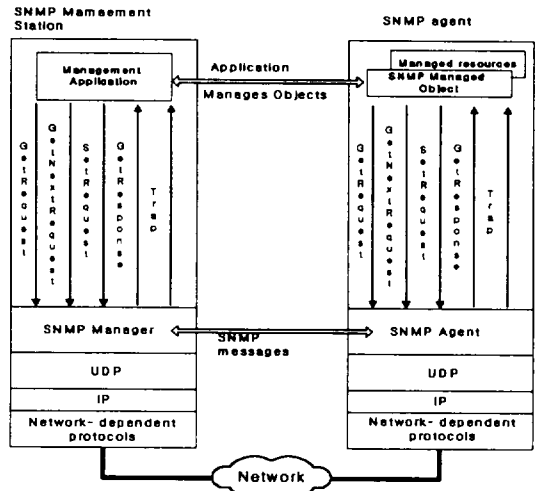 SNMP Mamaement
Station
Management
Application
GetRequest
GetNextRequest
SetRequest
GetResponse
Trap
SNMP Manager
UDP
IP
Network- dependent
protocols
Application
Manages Objects
SNMP
messages
Network
SNMP agent
Managed resources
SNMP Managed
Object
GetRequest
GetNextRequest
SetRequest
GetResponse
Trap
SNMP Agent
UDP
IP
Network- dependent
protocols